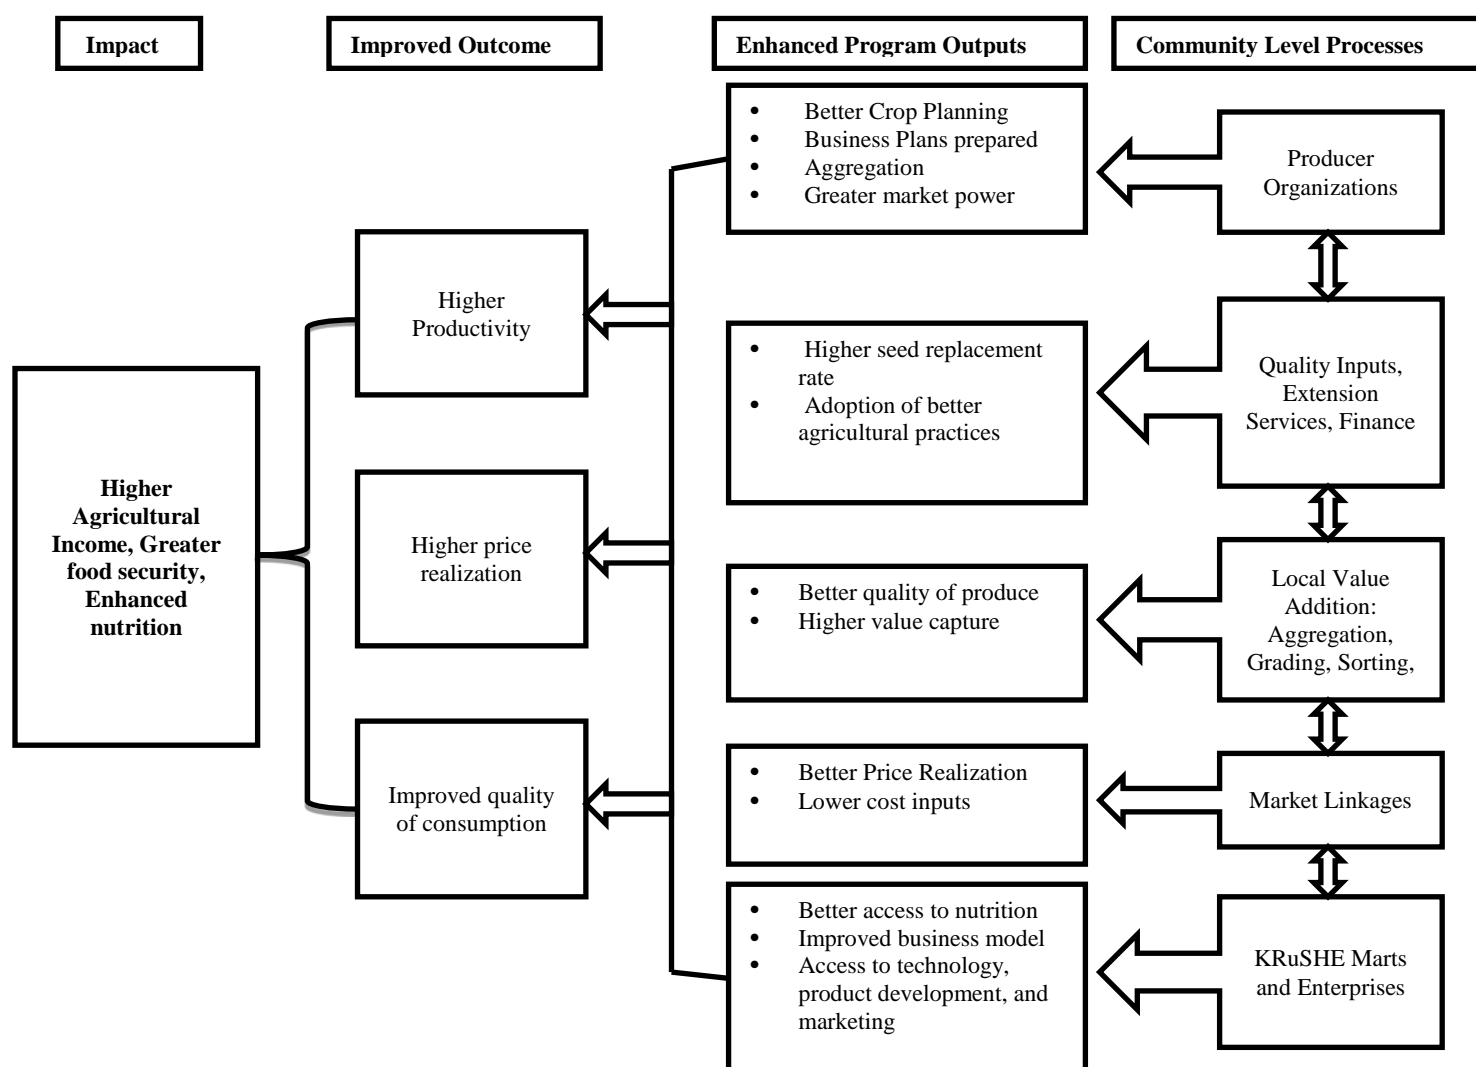 Impact
Improved Outcome
Enhanced Program Outputs
Community Level Processes
Higher
Agricultural
Income, Greater
food security,
Enhanced
nutrition
Higher
Productivity
Higher price
realization
Improved quality
of consumption
• Better Crop Planning
• Business Plans prepared
• Aggregation
• Greater market power
• Higher seed replacement
rate
• Adoption of better
agricultural practices
• Better quality of produce
• Higher value capture
• Better Price Realization
• Lower cost inputs
• Better access to nutrition
• Improved business model
• Access to technology,
product development, and
marketing
Producer
Organizations
Quality Inputs,
Extension
Services, Finance
Local Value
Addition:
Aggregation,
Grading, Sorting,
Market Linkages
KRuSHE Marts
and Enterprises